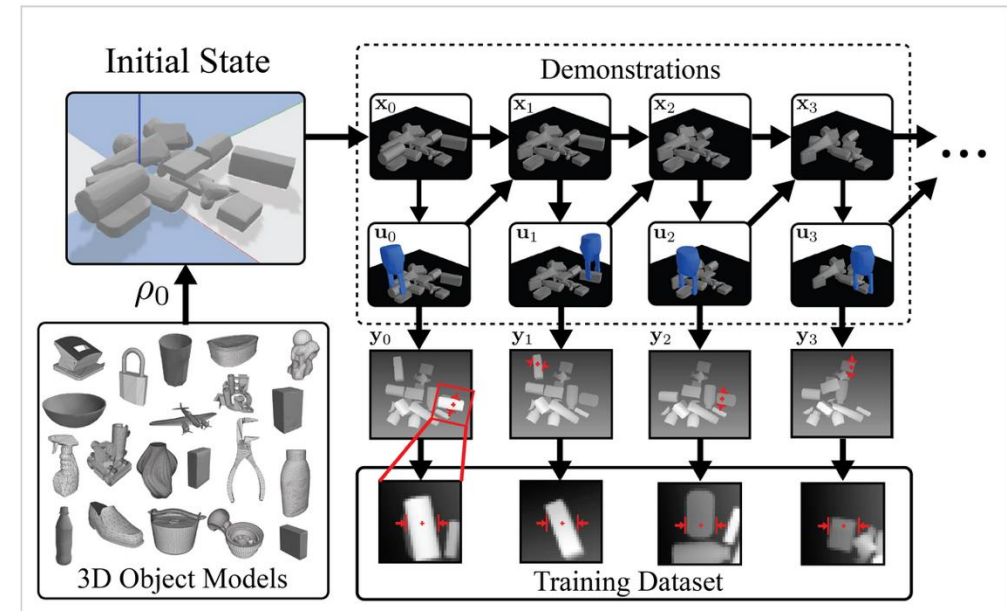 Initial State
Demonstrations
x₀ x₁ x₂ x₃
...
u₀ u₁ u₂ u₃
ρ₀
y₀ y₁ y₂ y₃
3D Object Models
Training Dataset